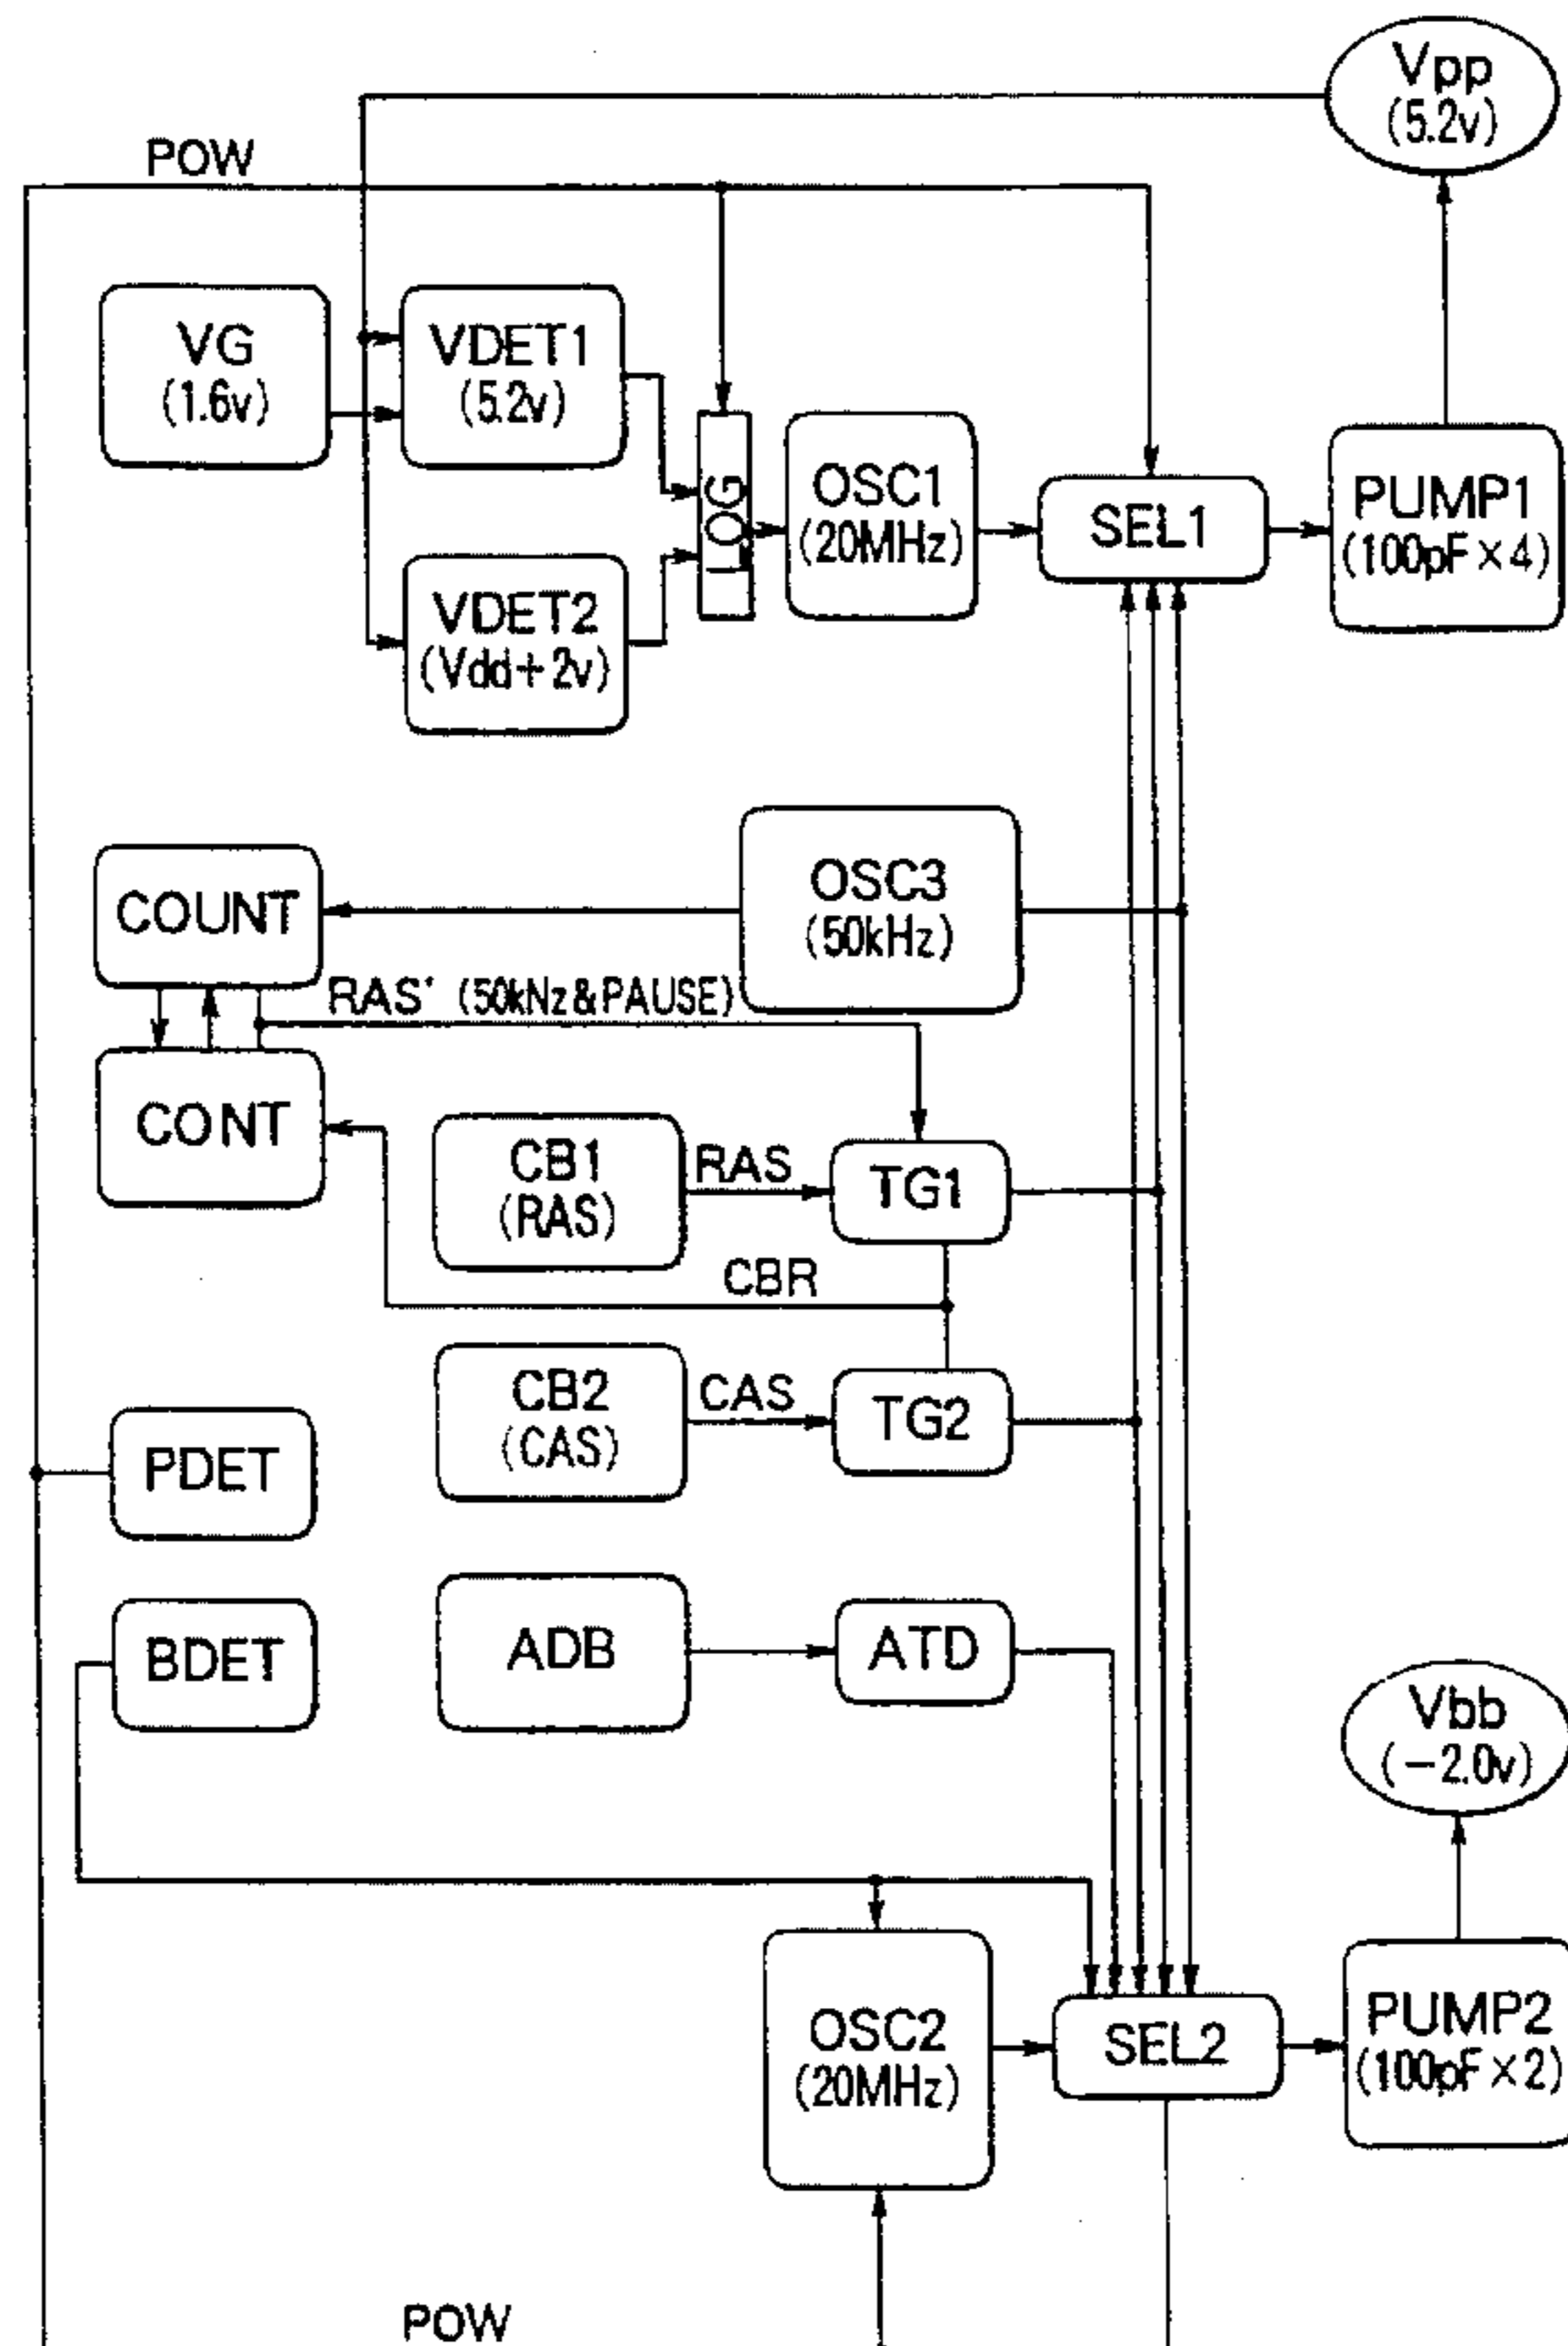 Vpp
(5.2v)
POW
VG
(1.6v)
VDET1
(5.2v)
LOG
OSC1
(20MHz)
SEL1
PUMP1
(100pF×4)
VDET2
(Vdd+2v)
OSC3
(50kHz)
COUNT
RAS' (50kNz&PAUSE)
CONT
CB1
(RAS)
RAS
TG1
CBR
CB2
(CAS)
CAS
TG2
PDET
BDET
ADB
ATD
Vbb
(−2.0v)
OSC2
(20MHz)
SEL2
PUMP2
(100pF×2)
POW